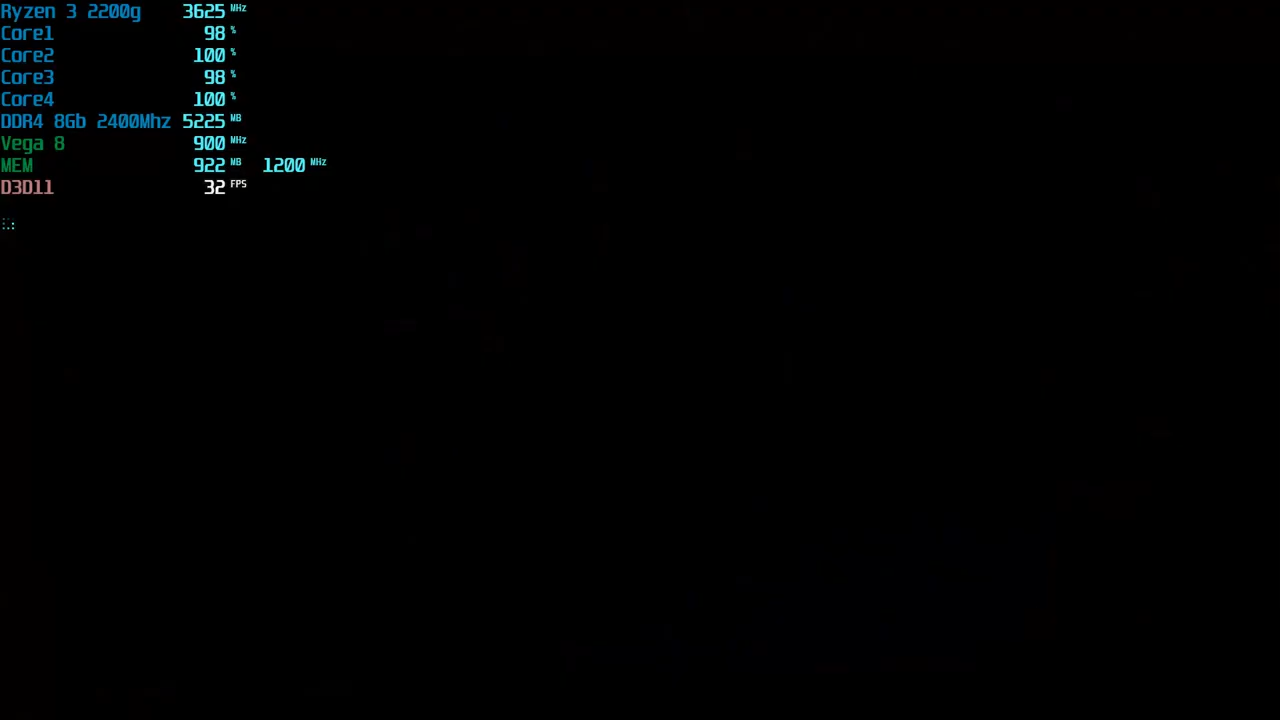 Ryzen 3 2200g 3625 MHz
Core1 98 %
Core2 100 %
Core3 98 %
Core4 100 %
DDR4 8Gb 2400Mhz 5225 MB
Vega 8 900 MHz
MEM 922 MB 1200 MHz
D3D11 32 FPS